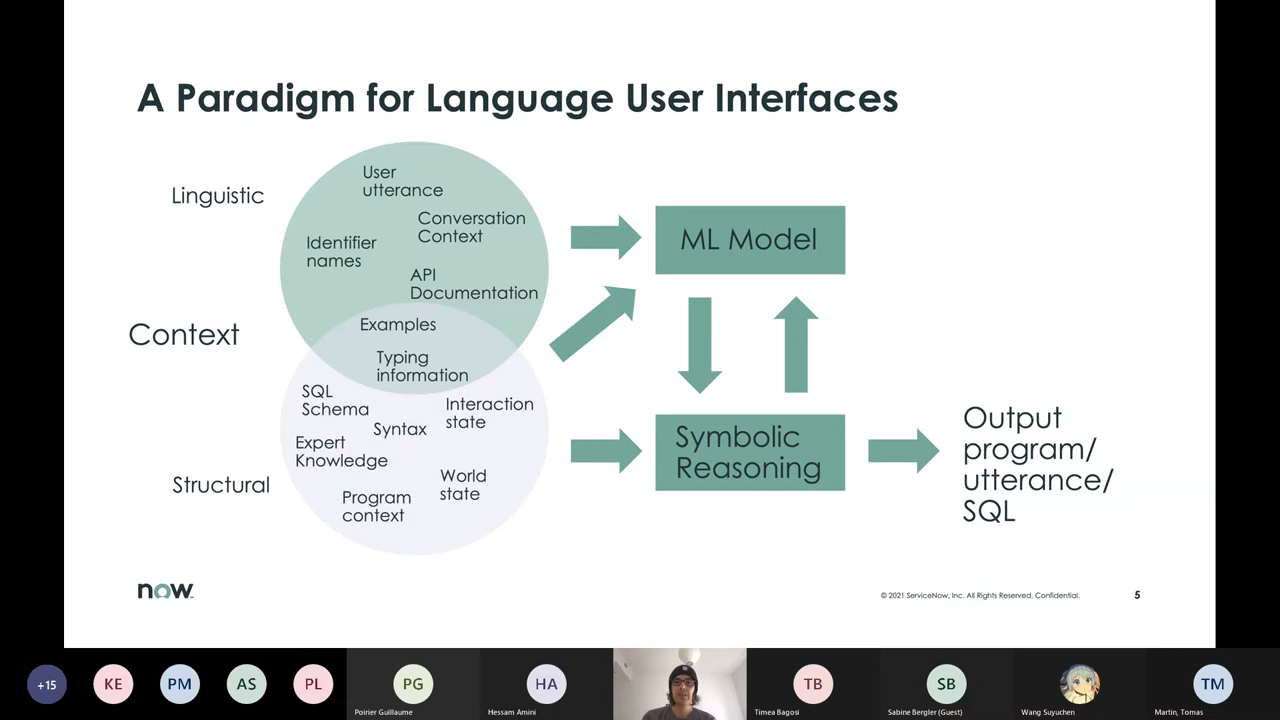 A Paradigm for Language User Interfaces
Linguistic
User
utterance
Conversation
Context
Identifier
names
API
Documentation
Examples
Typing
information
Context
SQL
Schema
Interaction
state
Syntax
Expert
Knowledge
World
state
Program
context
Structural
ML Model
Symbolic
Reasoning
Output
program/
utterance/
SQL
now
© 2021 ServiceNow, Inc. All Rights Reserved. Confidential.
5
+15
KE
PM
AS
PL
PG
Poirier Guillaume
HA
Hessam Amini
TB
Timea Bagosi
SB
Sabine Bergler (Guest)
Wang Suyuchen
TM
Martin, Tomas